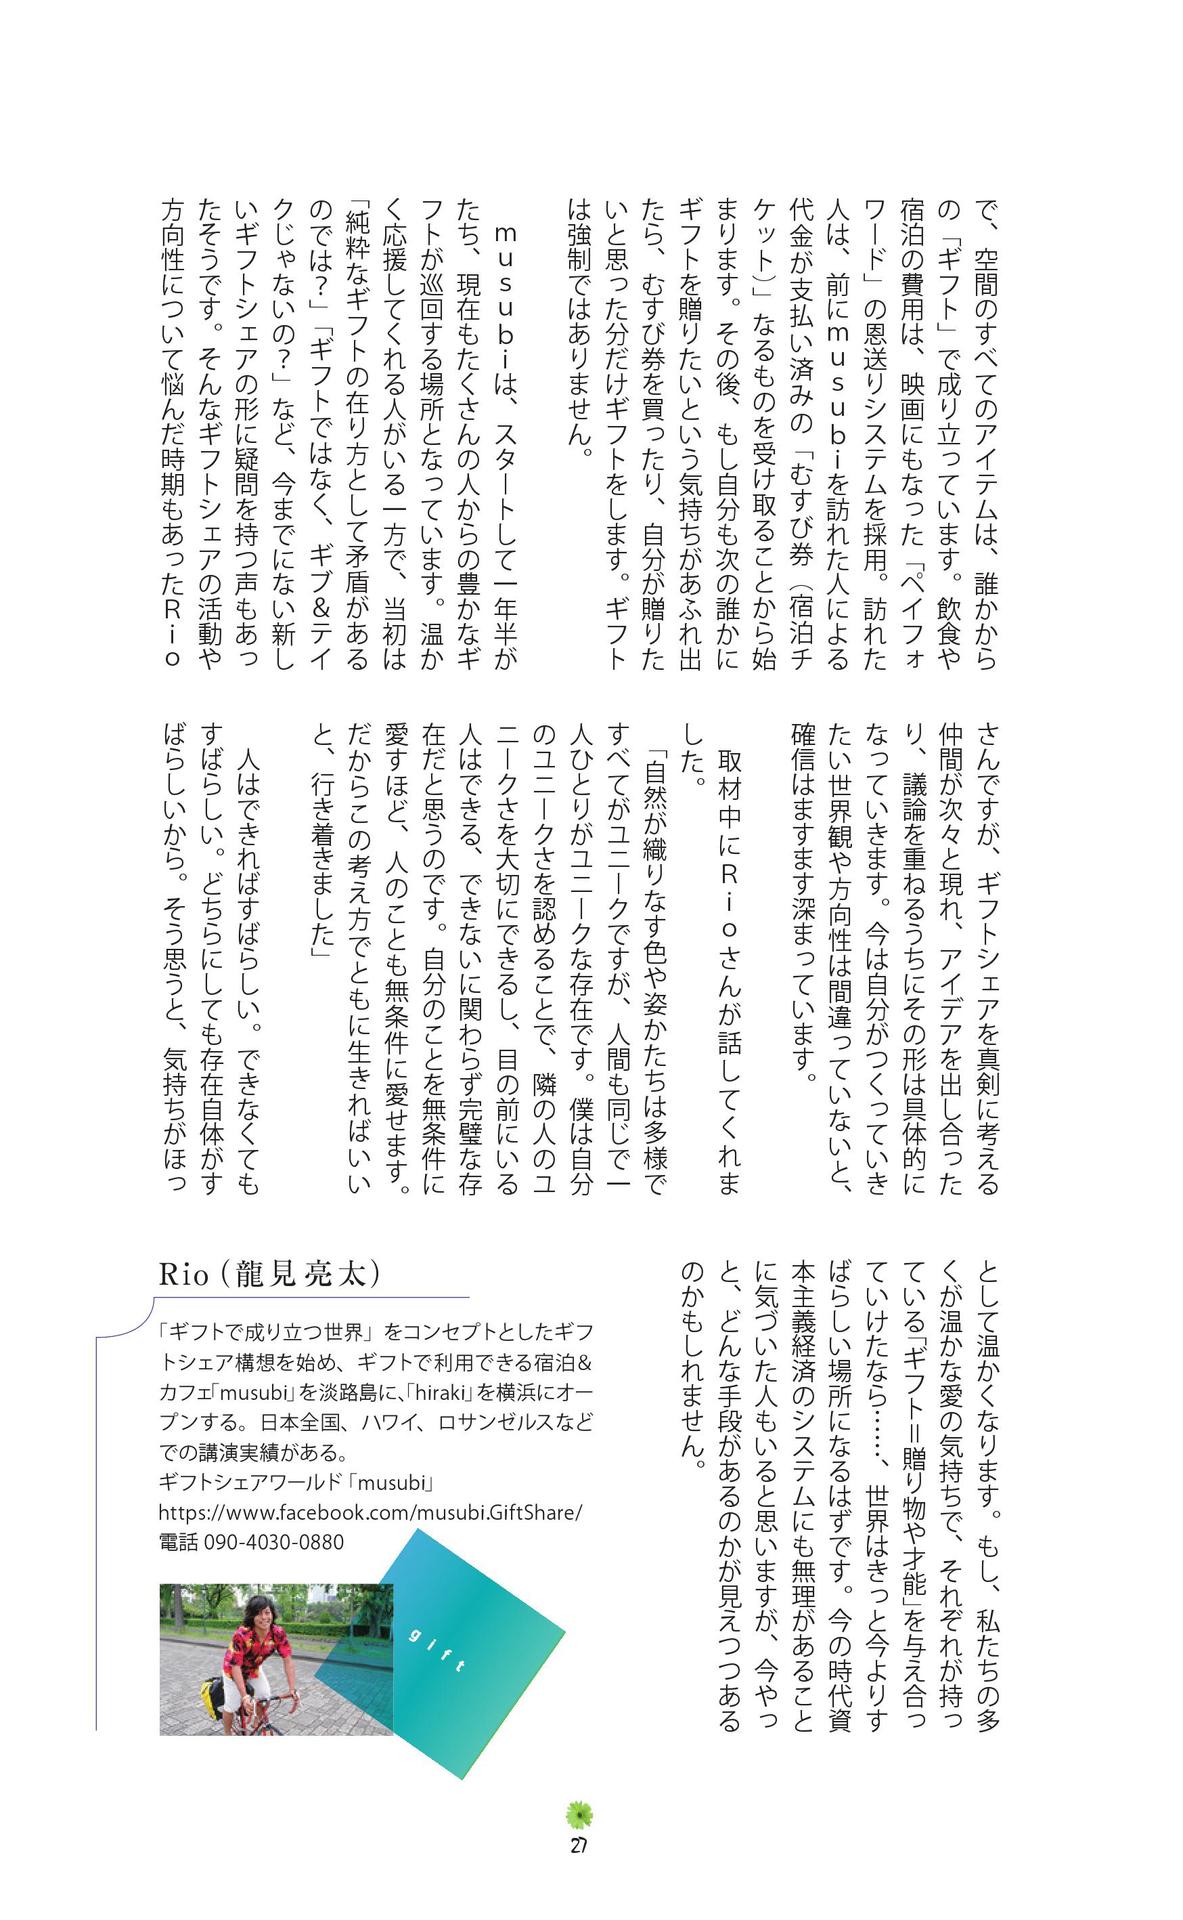 で、空間のすべてのアイテムは、誰かから
の「ギフト」で成り立っています。飲食や
宿泊の費用は、映画にもなった「ペイフォ
ワード」の恩送りシステムを採用。訪れた
人は、前にmusubiを訪れた人による
代金が支払い済みの「むすび券（宿泊チ
ケット）」なるものを受け取ることから始
まります。その後、もし自分も次の誰かに
ギフトを贈りたいという気持ちがあふれ出
たら、むすび券を買ったり、自分が贈りた
いと思った分だけギフトをします。ギフト
は強制ではありません。
musubiは、スタートして一年半が
たち、現在もたくさんの人からの豊かなギ
フトが巡回する場所となっています。温か
く応援してくれる人がいる一方で、当初は
「純粋なギフトの在り方として矛盾がある
のでは？」「ギフトではなく、ギブ＆テイ
クじゃないの？」など、今までにない新し
いギフトシェアの形に疑問を持つ声もあっ
たそうです。そんなギフトシェアの活動や
方向性について悩んだ時期もあったRio
さんですが、ギフトシェアを真剣に考える
仲間が次々と現れ、アイデアを出し合った
り、議論を重ねるうちにその形は具体的に
なっていきます。今は自分がつくっていき
たい世界観や方向性は間違っていないと、
確信はますます深まっています。
取材中にRioさんが話してくれま
した。
「自然が織りなす色や姿かたちは多様で
すべてがユニークですが、人間も同じで一
人ひとりがユニークな存在です。僕は自分
のユニークさを認めることで、隣の人のユ
ニークさを大切にできるし、目の前にいる
人はできる、できないに関わらず完璧な存
在だと思うのです。自分のことを無条件に
愛すほど、人のことも無条件に愛せます。
だからこの考え方でともに生きればいい
と、行き着きました」
人はできればすばらしい。できなくても
すばらしい。どちらにしても存在自体がす
ばらしいから。そう思うと、気持ちがほっ
として温かくなります。もし、私たちの多
くが温かな愛の気持ちで、それぞれが持っ
ている「ギフト＝贈り物や才能」を与え合っ
ていけたなら……、世界はきっと今よりす
ばらしい場所になるはずです。今の時代資
本主義経済のシステムにも無理があること
に気づいた人もいると思いますが、今やっ
と、どんな手段があるのかが見えつつある
のかもしれません。
Rio（龍見亮太）
「ギフトで成り立つ世界」をコンセプトとしたギフ
トシェア構想を始め、ギフトで利用できる宿泊＆
カフェ「musubi」を淡路島に、「hiraki」を横浜にオー
プンする。日本全国、ハワイ、ロサンゼルスなど
での講演実績がある。
ギフトシェアワールド「musubi」
https://www.facebook.com/musubi.GiftShare/
電話 090-4030-0880
gift
27